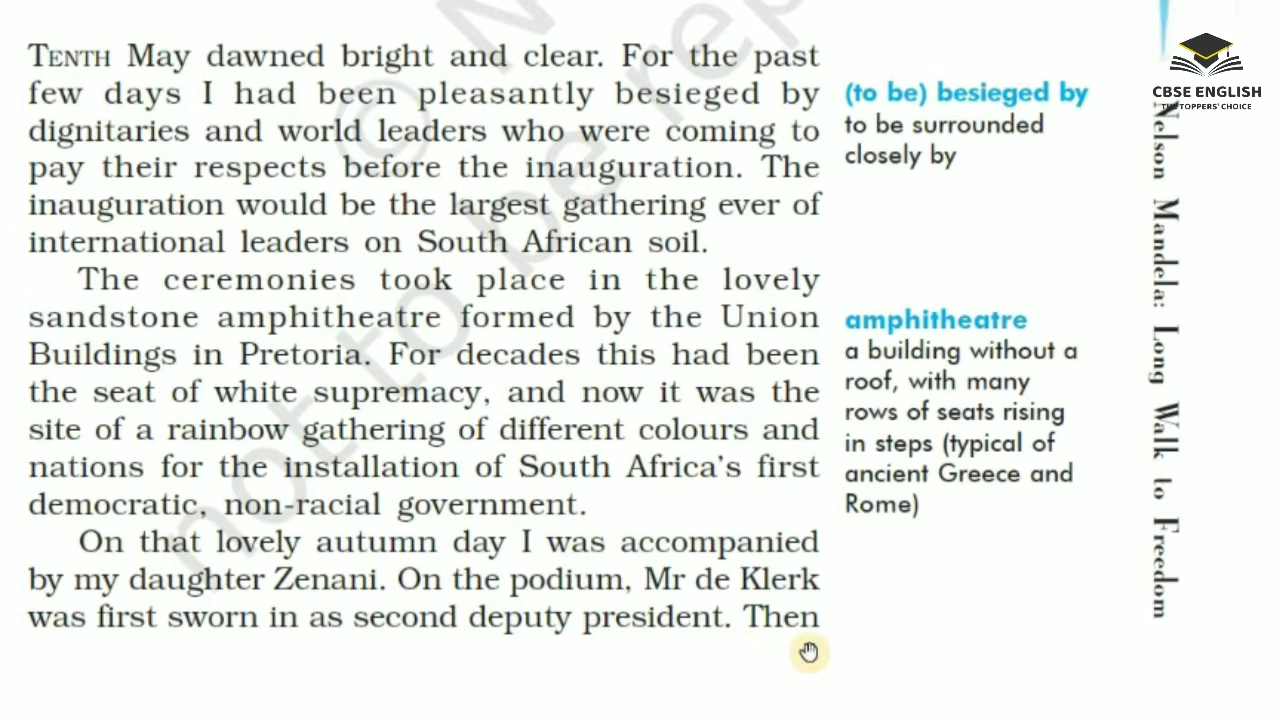 TENTH May dawned bright and clear. For the past
few days I had been pleasantly besieged by
dignitaries and world leaders who were coming to
pay their respects before the inauguration. The
inauguration would be the largest gathering ever of
international leaders on South African soil.
The ceremonies took place in the lovely
sandstone amphitheatre formed by the Union
Buildings in Pretoria. For decades this had been
the seat of white supremacy, and now it was the
site of a rainbow gathering of different colours and
nations for the installation of South Africa's first
democratic, non-racial government.
On that lovely autumn day I was accompanied
by my daughter Zenani. On the podium, Mr de Klerk
was first sworn in as second deputy president. Then
(to be) besieged by
to be surrounded
closely by
amphitheatre
a building without a
roof, with many
rows of seats rising
in steps (typical of
ancient Greece and
Rome)
CBSE ENGLISH
THE TOPPERS' CHOICE
Nelson Mandela: Long Walk to Freedom
© N
not to be rep